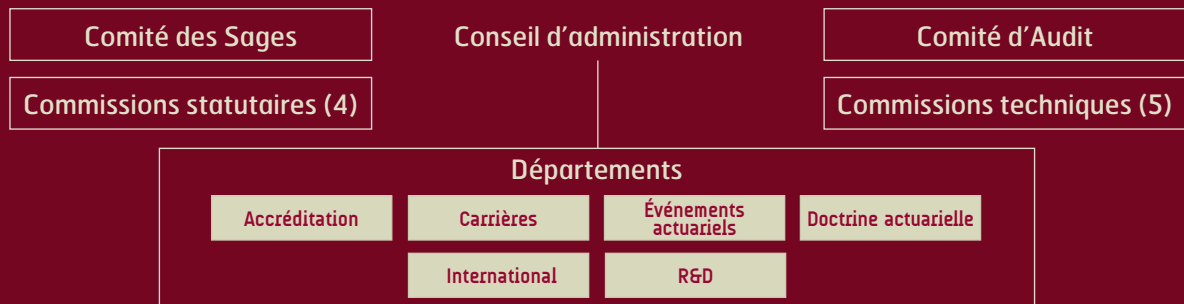 Comité des Sages
Conseil d'administration
Comité d'Audit
Commissions statutaires (4)
Commissions techniques (5)
Départements
Accréditation
Carrières
Événements
actuariels
Doctrine actuarielle
International
R&D